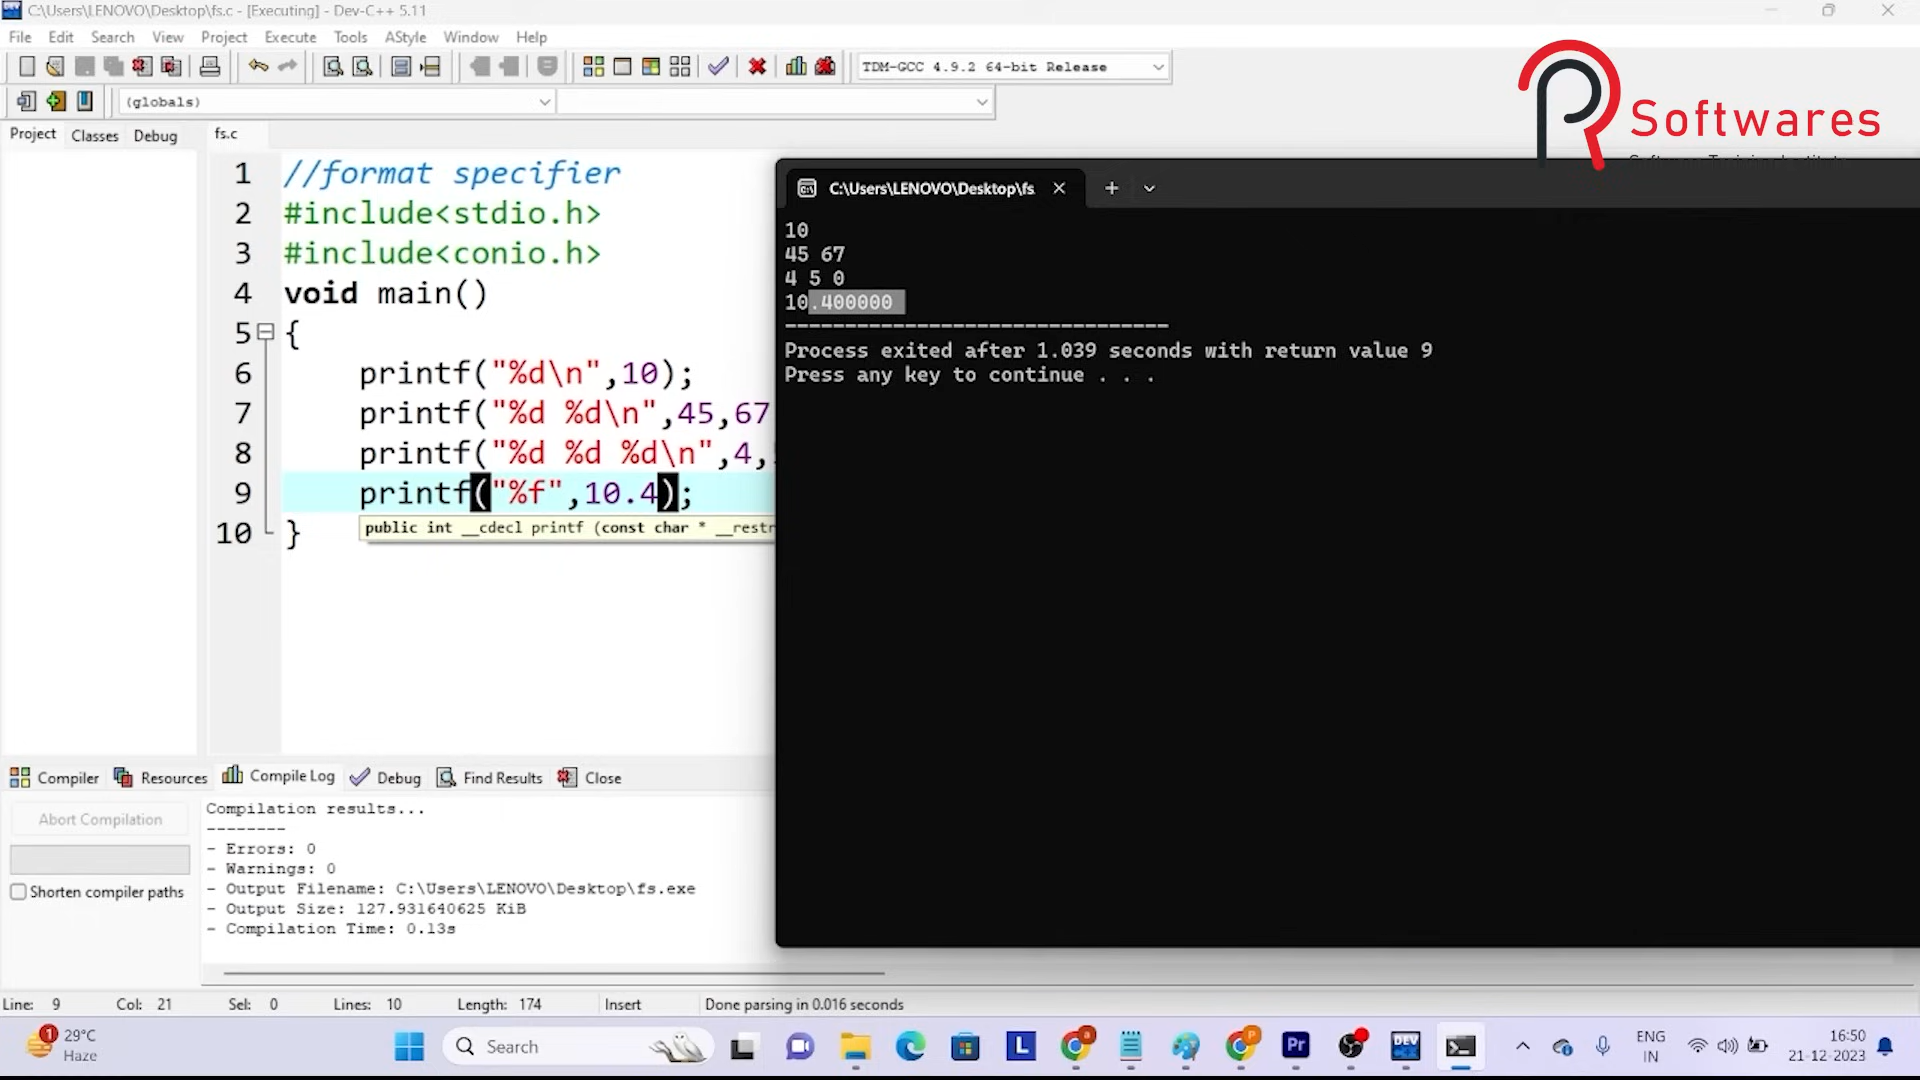 C:\Users\LENOVO\Desktop\fs.c - [Executing] - Dev-C++ 5.11
File Edit Search View Project Execute Tools AStyle Window Help
TDM-GCC 4.9.2 64-bit Release
(globals)
Softwares
Project Classes Debug
fs.c
1 //format specifier
2 #include<stdio.h>
3 #include<conio.h>
4 void main()
5 {
6 printf("%d\n",10);
7 printf("%d %d\n",45,67
8 printf("%d %d %d\n",4,
9 printf("%f",10.4);
10 }
public int __cdecl printf (const char * __restr
C:\Users\LENOVO\Desktop\fs
10
45 67
4 5 0
10.400000
--------------------------------
Process exited after 1.039 seconds with return value 9
Press any key to continue . . .
Compiler Resources Compile Log Debug Find Results Close
Abort Compilation
Shorten compiler paths
Compilation results...
--------
- Errors: 0
- Warnings: 0
- Output Filename: C:\Users\LENOVO\Desktop\fs.exe
- Output Size: 127.931640625 KiB
- Compilation Time: 0.13s
Line: 9 Col: 21 Sel: 0 Lines: 10 Length: 174 Insert Done parsing in 0.016 seconds
1
29°C
Haze
Search
L
Pr
DEV
ENG
IN
16:50
21-12-2023